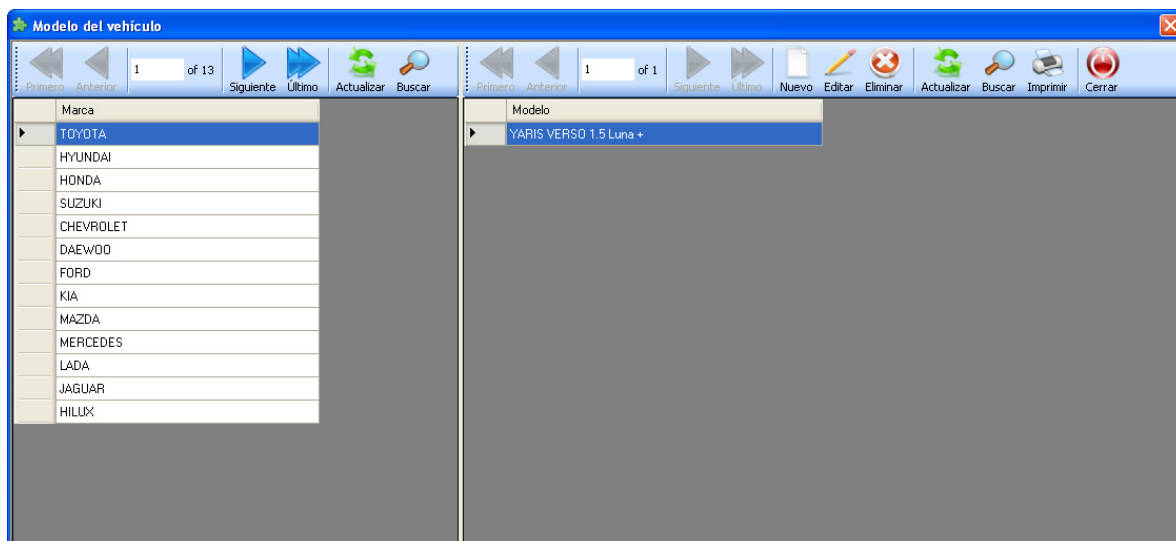 Modelo del vehículo
Primero Anterior 1 of 13 Siguiente Último Actualizar Buscar
Primero Anterior 1 of 1 Siguiente Último Nuevo Editar Eliminar Actualizar Buscar Imprimir Cerrar
Marca
TOYOTA
HYUNDAI
HONDA
SUZUKI
CHEVROLET
DAEWOO
FORD
KIA
MAZDA
MERCEDES
LADA
JAGUAR
HILUX
Modelo
YARIS VERSO 1.5 Luna +